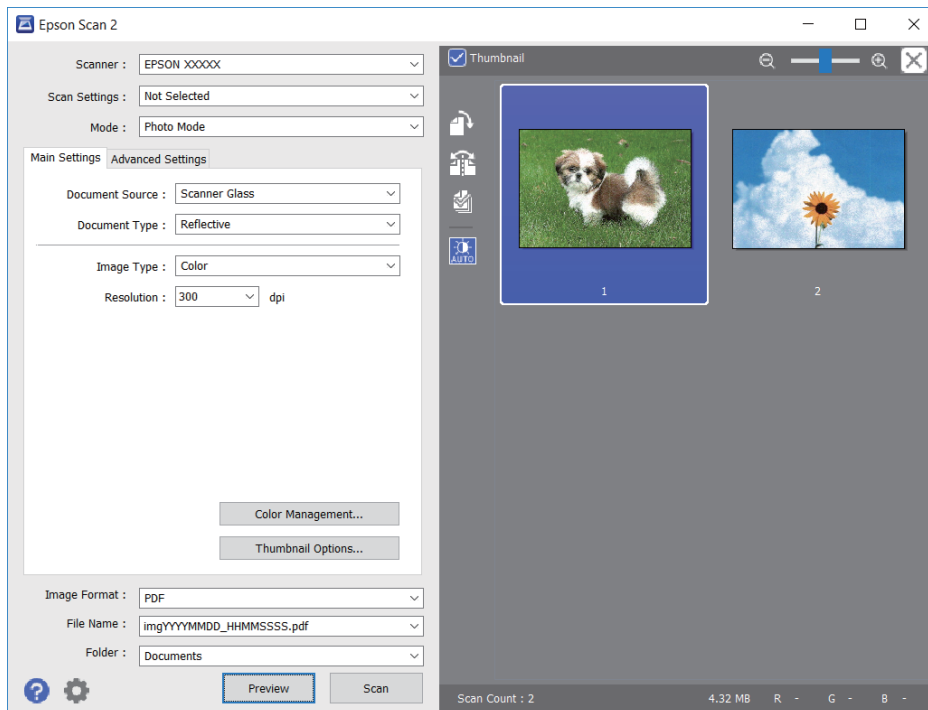 Epson Scan 2
Scanner : EPSON XXXXX
Scan Settings : Not Selected
Mode : Photo Mode
Main Settings Advanced Settings
Document Source : Scanner Glass
Document Type : Reflective
Image Type : Color
Resolution : 300 dpi
Color Management...
Thumbnail Options...
Image Format : PDF
File Name : imgYYYYMMDD_HHMMSSSS.pdf
Folder : Documents
Preview Scan
Thumbnail
AUTO
1 2
Scan Count : 2 4.32 MB R - G - B -